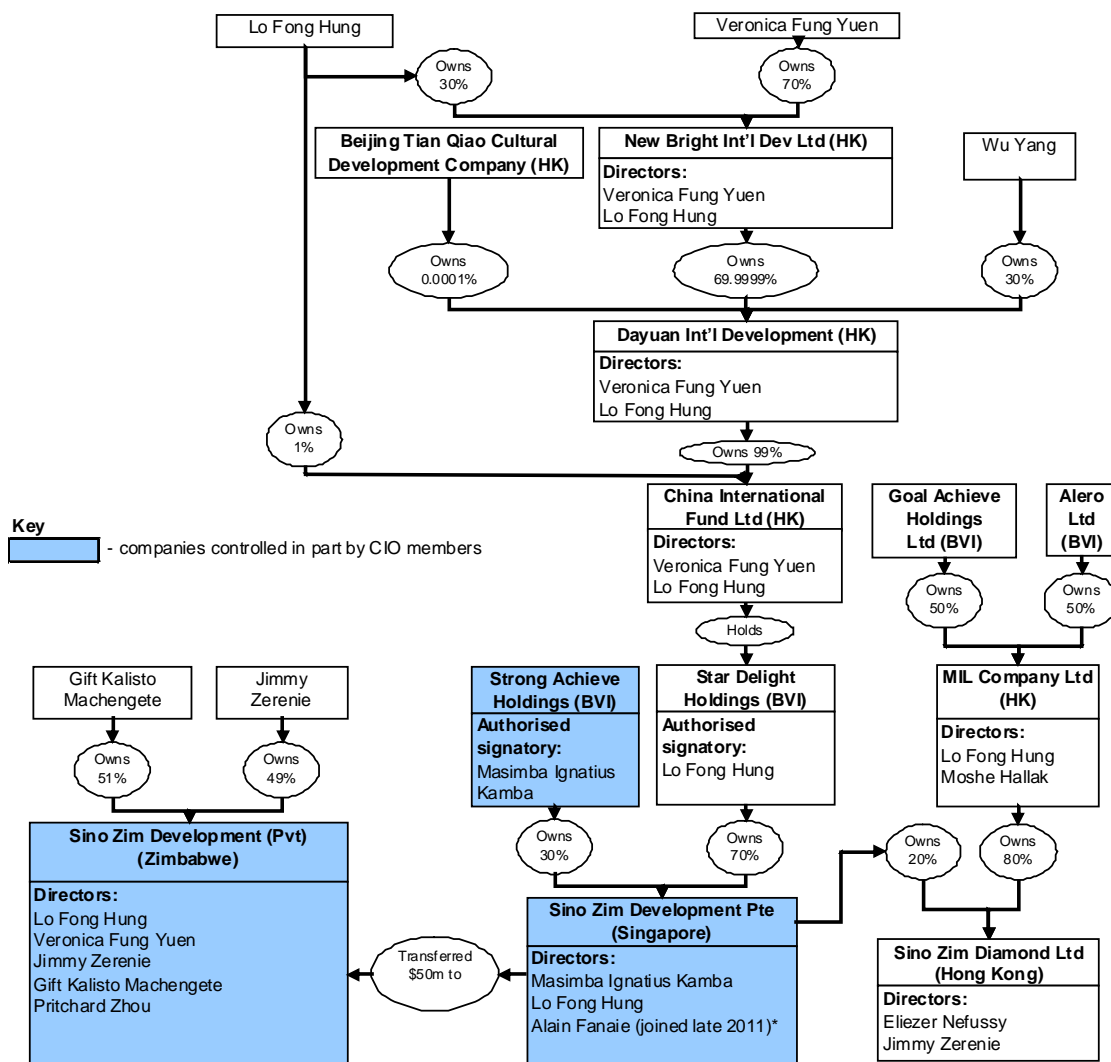 Lo Fong Hung
Veronica Fung Yuen
Owns
30%
Owns
70%
Beijing Tian Qiao Cultural
Development Company (HK)
New Bright Int'l Dev Ltd (HK)
Directors:
Veronica Fung Yuen
Lo Fong Hung
Wu Yang
Owns
0.0001%
Owns
69.9999%
Owns
30%
Dayuan Int'l Development (HK)
Directors:
Veronica Fung Yuen
Lo Fong Hung
Owns
1%
Owns 99%
China International
Fund Ltd (HK)
Directors:
Veronica Fung Yuen
Lo Fong Hung
Goal Achieve
Holdings
Ltd (BVI)
Alero
Ltd
(BVI)
Key
- companies controlled in part by CIO members
Owns
50%
Owns
50%
Holds
Gift Kalisto
Machengete
Jimmy
Zerenie
Strong Achieve
Holdings (BVI)
Authorised
signatory:
Masimba Ignatius
Kamba
Star Delight
Holdings (BVI)
Authorised
signatory:
Lo Fong Hung
MIL Company Ltd
(HK)
Directors:
Lo Fong Hung
Moshe Hallak
Owns
51%
Owns
49%
Owns
30%
Owns
70%
Owns
20%
Owns
80%
Sino Zim Development (Pvt)
(Zimbabwe)
Directors:
Lo Fong Hung
Veronica Fung Yuen
Jimmy Zerenie
Gift Kalisto Machengete
Pritchard Zhou
Transferred
$50m to
Sino Zim Development Pte
(Singapore)
Directors:
Masimba Ignatius Kamba
Lo Fong Hung
Alain Fanaie (joined late 2011)*
Sino Zim Diamond Ltd
(Hong Kong)
Directors:
Eliezer Nefussy
Jimmy Zerenie